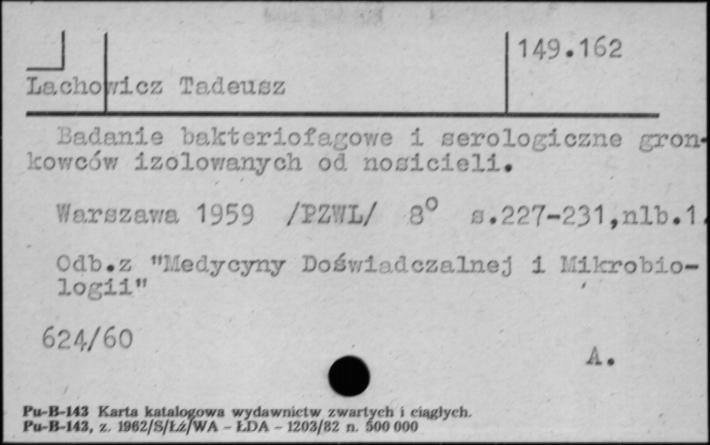 149.162
Lachowicz Tadeusz
Badanie bakteriofagowe i serologiczne gron-
kowców izolowanych od nosicieli.
Warszawa 1959 /PZWL/ 8° s.227-231,nlb.1.
Odb.z "Medycyny Doświadczalnej i Mikrobio-
logii"
624/60
A.
Pu-B-143 Karta katalogowa wydawnictw zwartych i ciągłych.
Pu-B-143, z. 1962/S/Łź/WA - ŁDA - 1203/82 n. 500 000